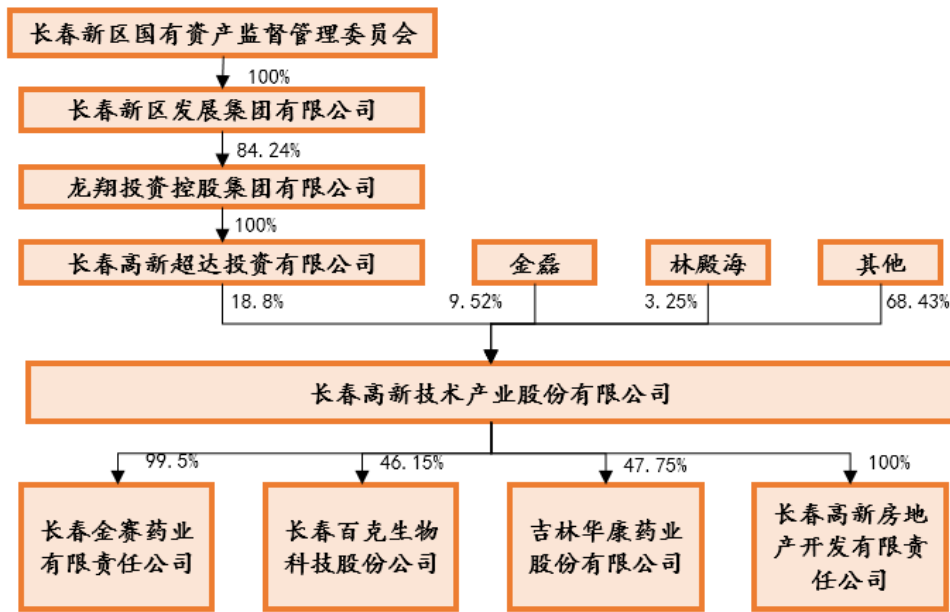 长春新区国有资产监督管理委员会
100%
长春新区发展集团有限公司
84.24%
龙翔投资控股集团有限公司
100%
长春高新超达投资有限公司
金磊
林殿海
其他
18.8%
9.52%
3.25%
68.43%
长春高新技术产业股份有限公司
99.5%
46.15%
47.75%
100%
长春金赛药业
有限责任公司
长春百克生物
科技股份公司
吉林华康药业
股份有限公司
长春高新房地
产开发有限责
任公司